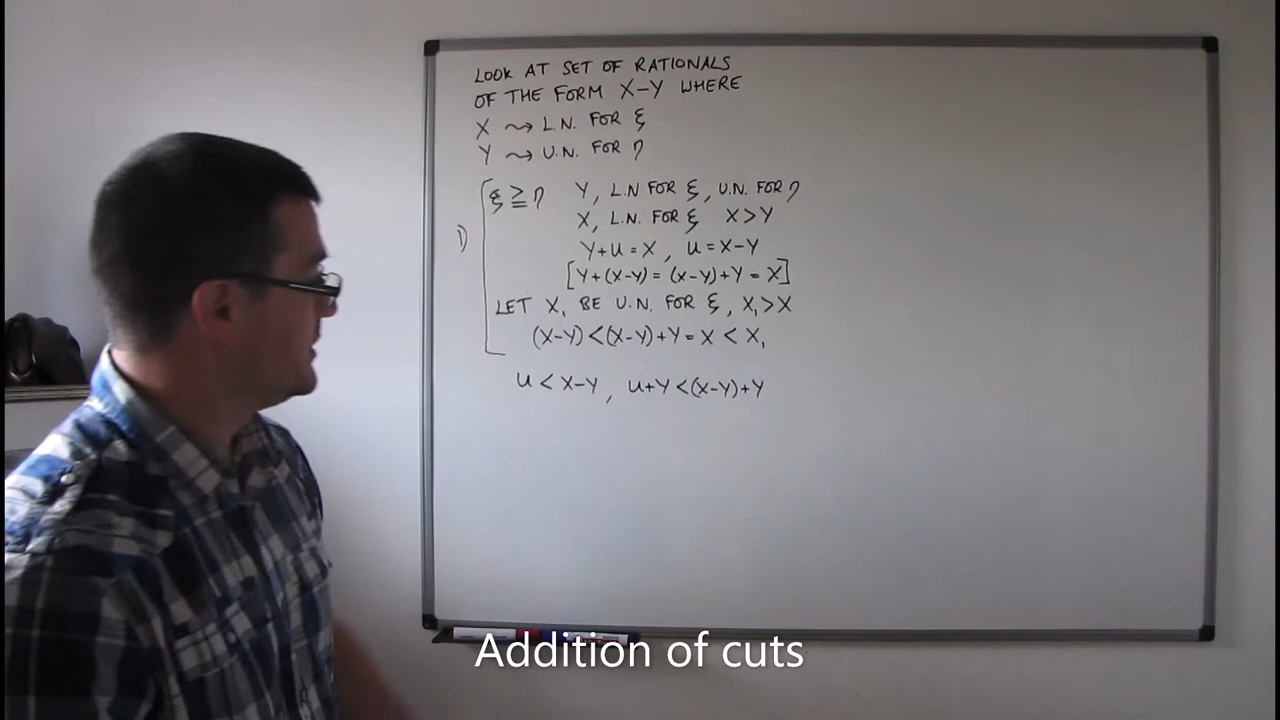 LOOK AT SET OF RATIONALS
OF THE FORM X-Y WHERE
X ⇝ L.N. FOR ξ
Y ⇝ U.N. FOR η
ξ ≧ η Y, L.N FOR ξ, U.N. FOR η
X, L.N. FOR ξ X>Y
1) Y+U = X, U = X-Y
[Y+(X-Y) = (X-Y)+Y = X]
LET X₁ BE U.N. FOR ξ, X₁>X
(X-Y) < (X-Y)+Y = X < X₁
U < X-Y, U+Y < (X-Y)+Y
Addition of cuts